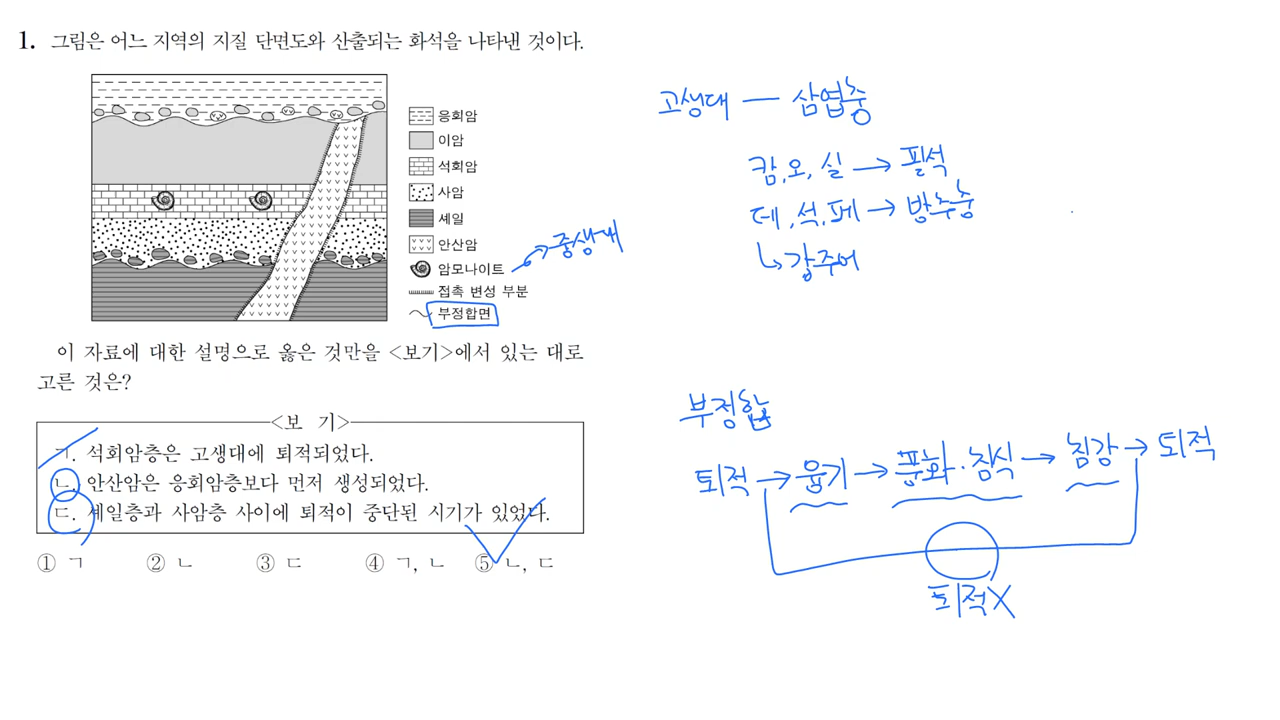 1. 그림은 어느 지역의 지질 단면도와 산출되는 화석을 나타낸 것이다.
응회암
이암
석회암
사암
셰일
안산암
암모나이트 → 중생대
접촉 변성 부분
부정합면
이 자료에 대한 설명으로 옳은 것만을 <보기>에서 있는 대로
고른 것은?
<보 기>
ㄱ. 석회암층은 고생대에 퇴적되었다.
ㄴ. 안산암은 응회암층보다 먼저 생성되었다.
ㄷ. 셰일층과 사암층 사이에 퇴적이 중단된 시기가 있었다.
① ㄱ ② ㄴ ③ ㄷ ④ ㄱ, ㄴ ⑤ ㄴ, ㄷ
고생대 — 삼엽충
캄, 오, 실 → 필석
데, 석, 페 → 방추충
↳ 갑주어
부정합
퇴적 → 융기 → 풍화·침식 → 침강 → 퇴적
퇴적X